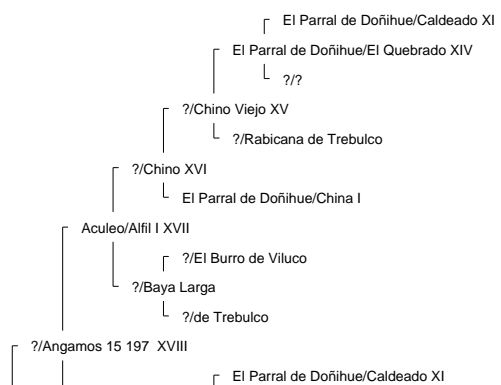 El Parral de Doñihue/Caldeado XI
El Parral de Doñihue/El Quebrado XIV
?/?
?/Chino Viejo XV
?/Rabicana de Trebulco
?/Chino XVI
El Parral de Doñihue/China I
Aculeo/Alfil I XVII
?/El Burro de Viluco
?/Baya Larga
?/de Trebulco
?/Angamos 15 197 XVIII
El Parral de Doñihue/Caldeado XI